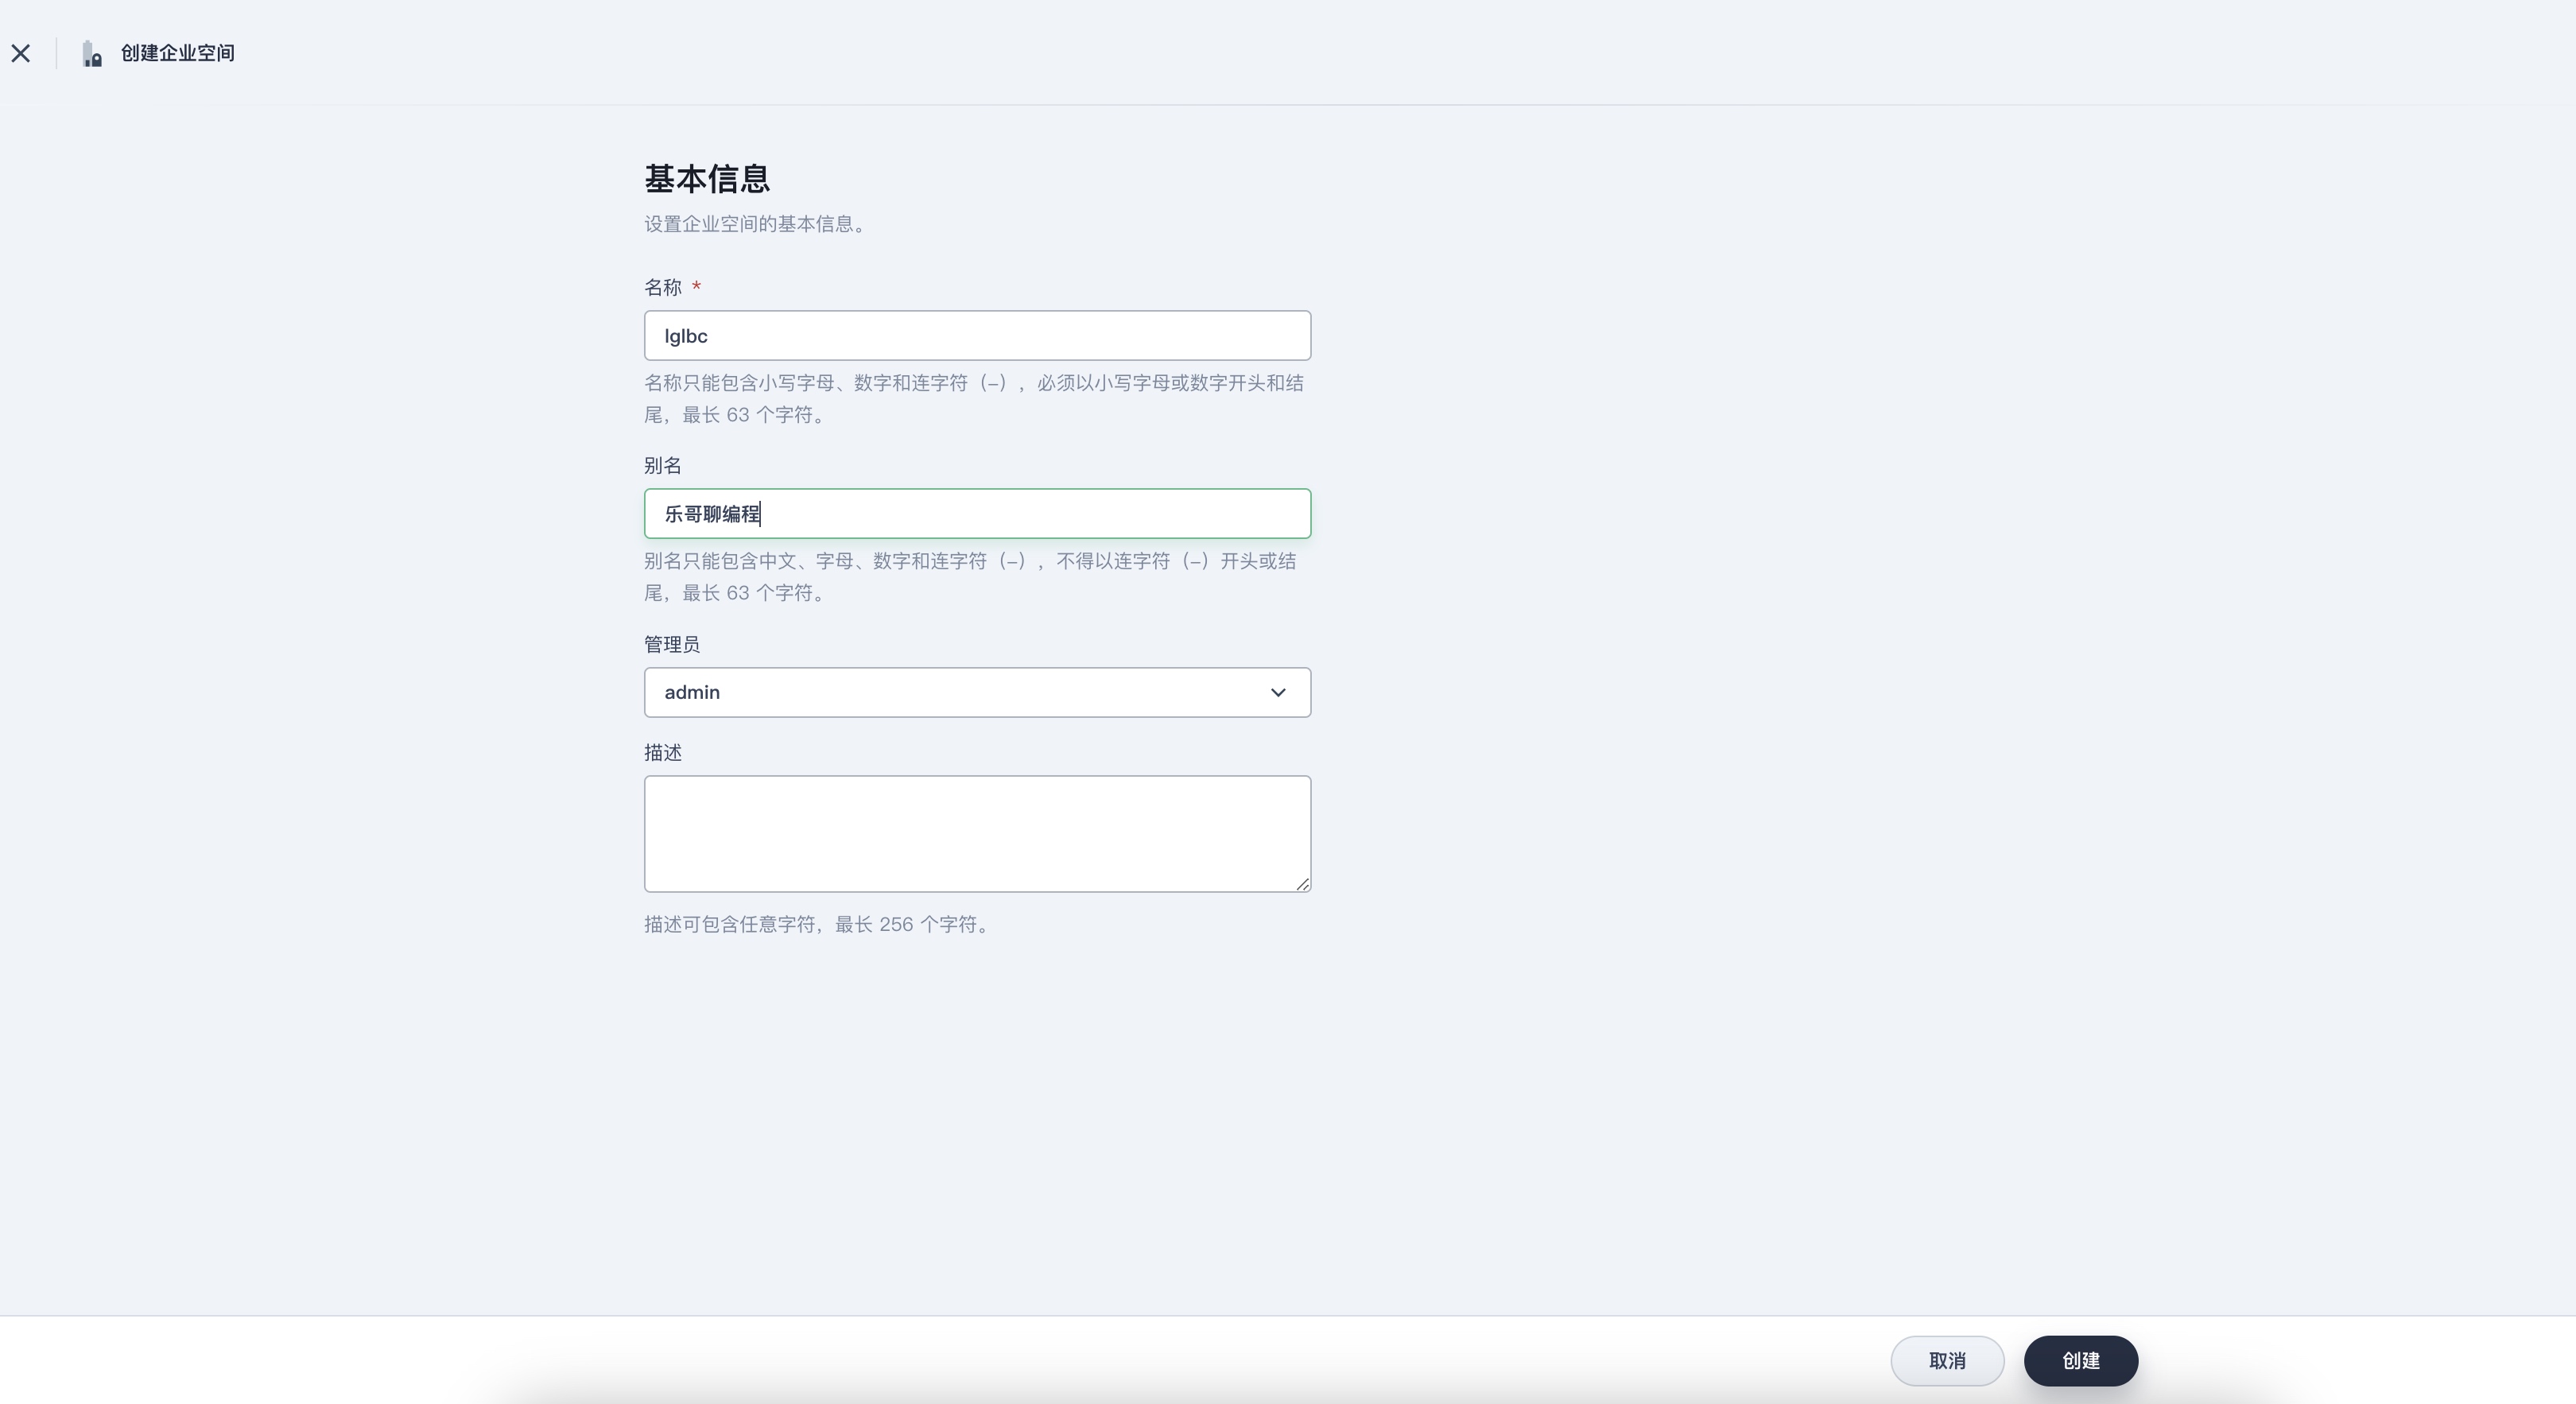 创建企业空间
基本信息
设置企业空间的基本信息。
名称 *
lglbc
名称只能包含小写字母、数字和连字符（-），必须以小写字母或数字开头和结
尾，最长 63 个字符。
别名
乐哥聊编程
别名只能包含中文、字母、数字和连字符（-），不得以连字符（-）开头或结
尾，最长 63 个字符。
管理员
admin
描述
描述可包含任意字符，最长 256 个字符。
取消
创建